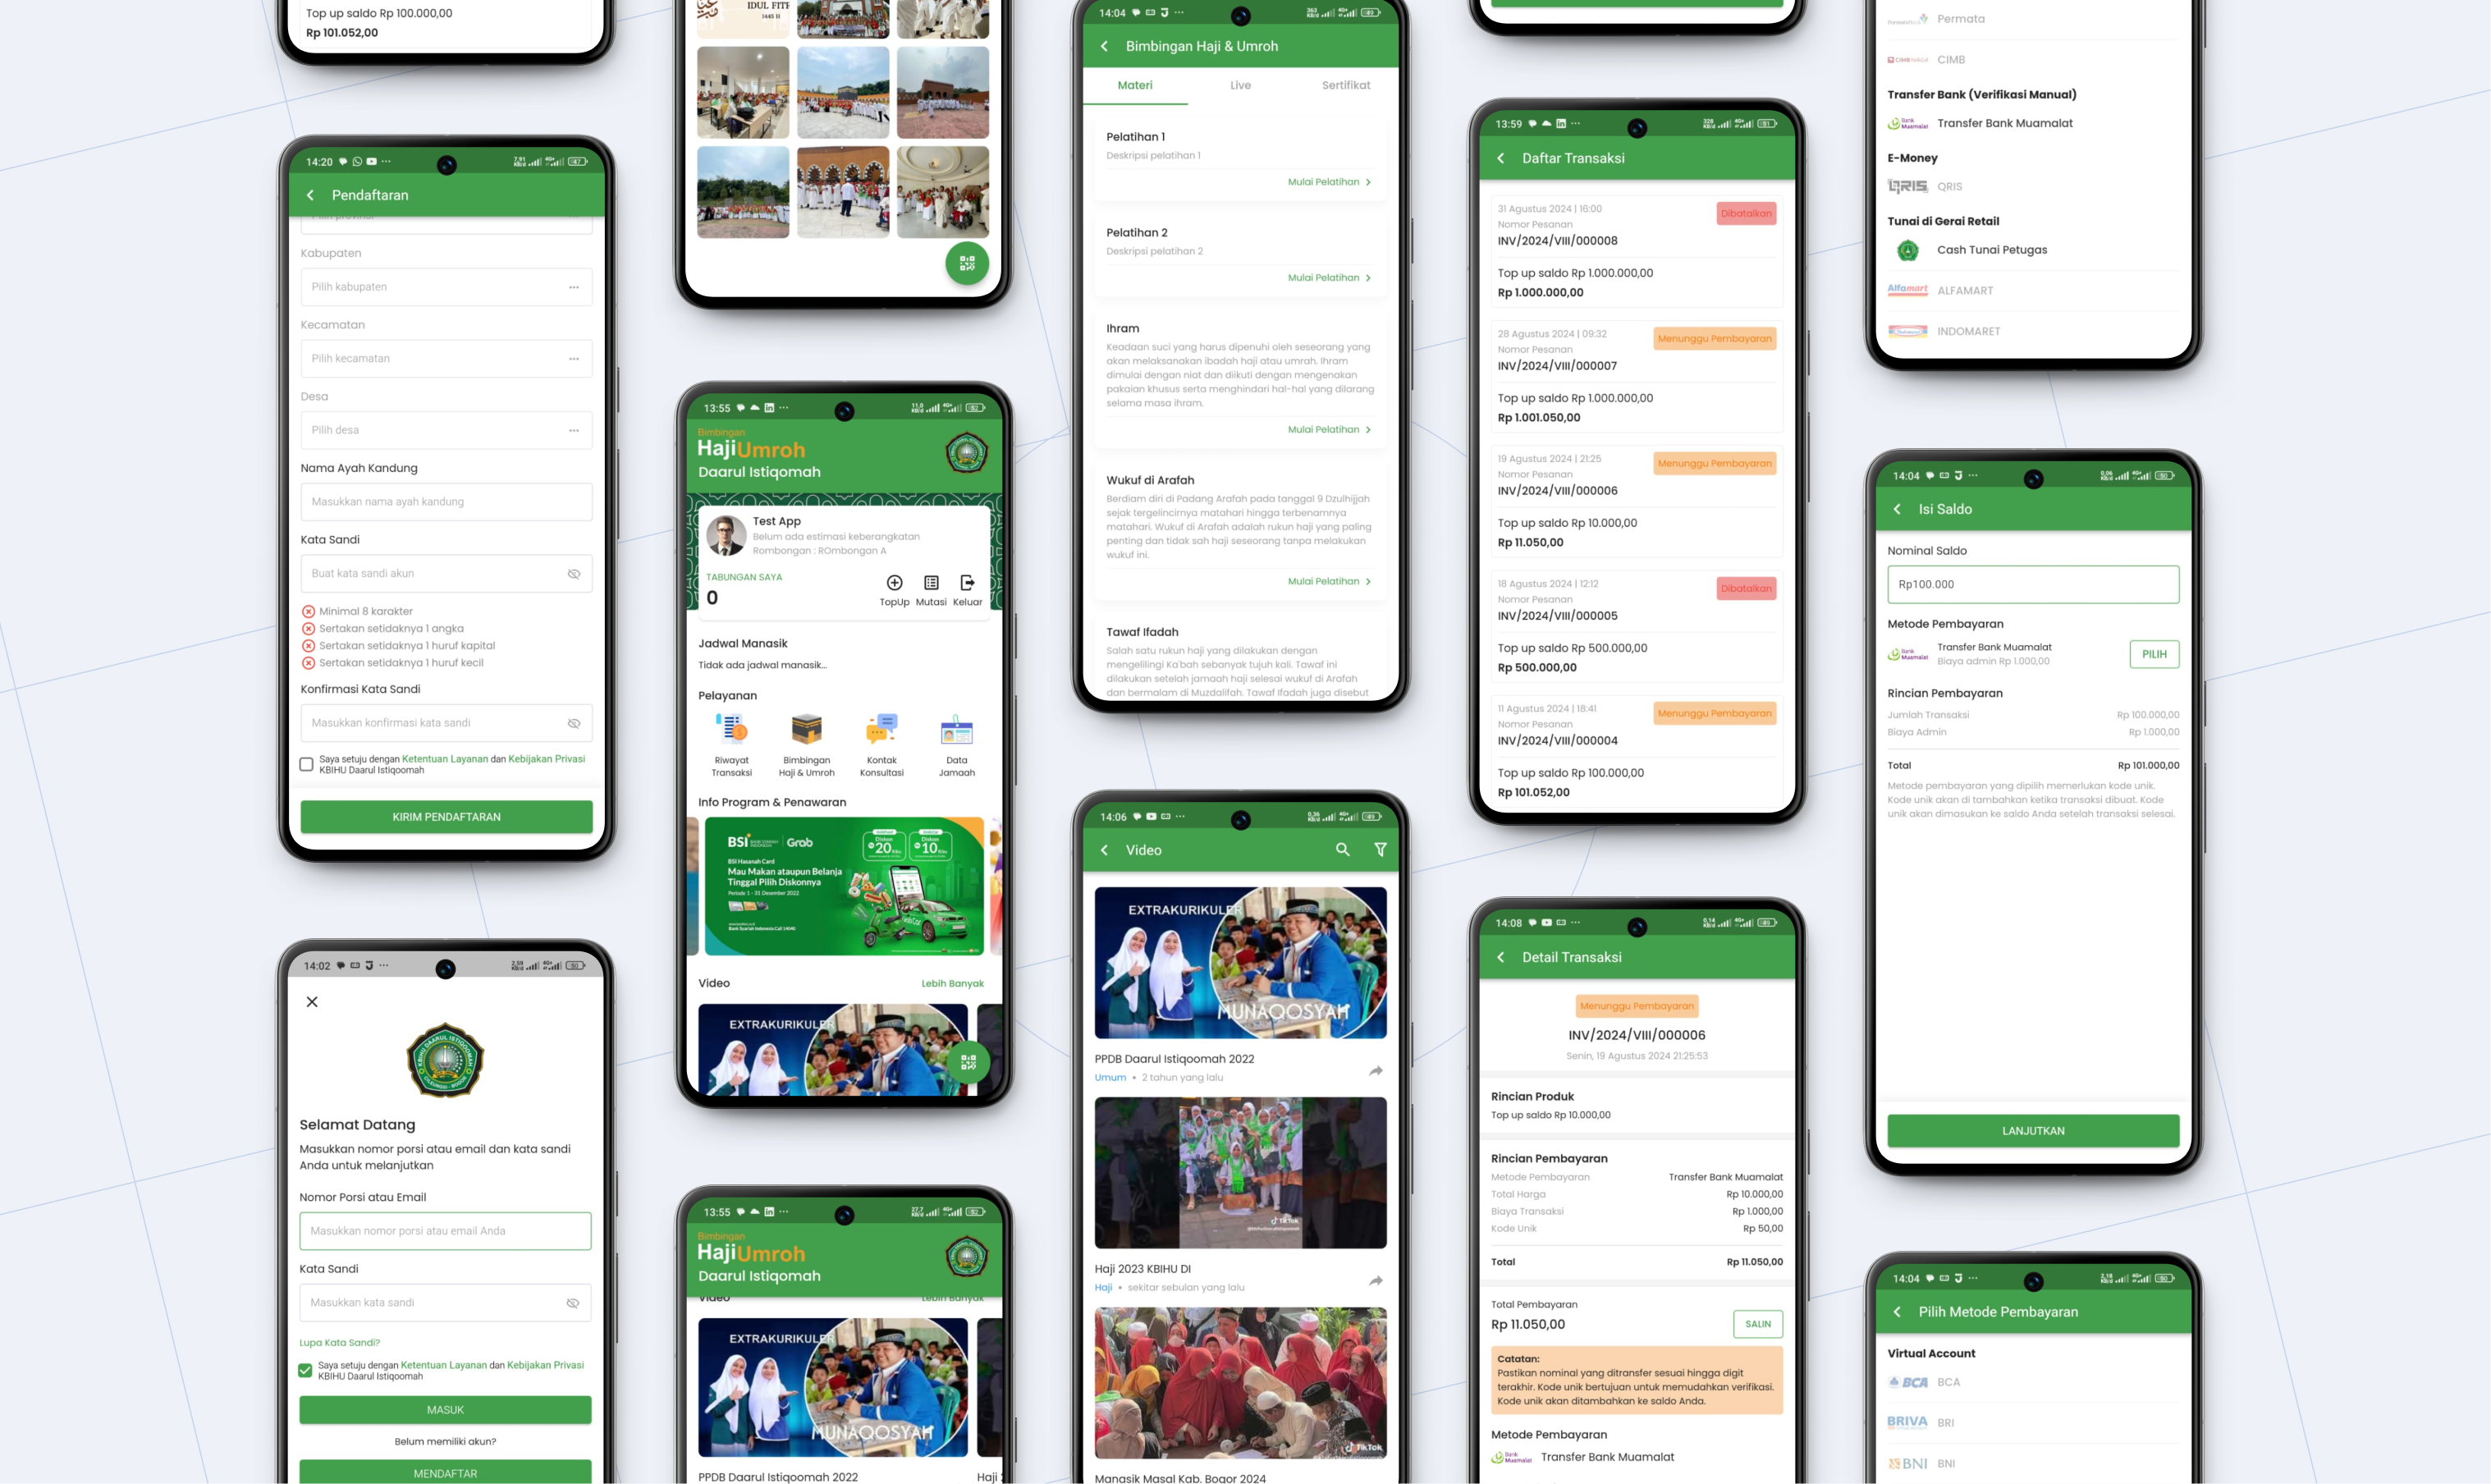 Top up saldo Rp 100.000,00
Rp 101.052,00
14:20
Pendaftaran
Kabupaten
Pilih kabupaten
Kecamatan
Pilih kecamatan
Desa
Pilih desa
Nama Ayah Kandung
Masukkan nama ayah kandung
Kata Sandi
Buat kata sandi akun
Minimal 8 karakter
Sertakan setidaknya 1 angka
Sertakan setidaknya 1 huruf kapital
Sertakan setidaknya 1 huruf kecil
Konfirmasi Kata Sandi
Masukkan konfirmasi kata sandi
Saya setuju dengan Ketentuan Layanan dan Kebijakan Privasi
KBIHU Daarul Istiqoomah
KIRIM PENDAFTARAN
14:02
Selamat Datang
Masukkan nomor porsi atau email dan kata sandi
Anda untuk melanjutkan
Nomor Porsi atau Email
Masukkan nomor porsi atau email Anda
Kata Sandi
Masukkan kata sandi
Lupa Kata Sandi?
Saya setuju dengan Ketentuan Layanan dan Kebijakan Privasi
KBIHU Daarul Istiqoomah
MASUK
Belum memiliki akun?
MENDAFTAR
IDUL FITR
1445 H
13:55
Bimbingan
HajiUmroh
Daarul Istiqomah
Test App
Belum ada estimasi keberangkatan
Rombongan : ROmbongan A
TABUNGAN SAYA
0
TopUp Mutasi Keluar
Jadwal Manasik
Tidak ada jadwal manasik...
Pelayanan
Riwayat Transaksi
Bimbingan Haji & Umroh
Kontak Konsultasi
Data Jamaah
Info Program & Penawaran
BSI Grab
Diskon 20
Diskon 10
BSI Hasanah Card
Mau Makan ataupun Belanja
Tinggal Pilih Diskonnya
Periode 1 - 31 Desember 2022
Bank Syariah Indonesia Call 14040
Video
Lebih Banyak
EXTRAKURIKULER
13:55
Bimbingan
HajiUmroh
Daarul Istiqomah
Video
Lebih Banyak
EXTRAKURIKULER
MUNAQOSYAH
PPDB Daarul Istiqoomah 2022
Haji
14:04
Bimbingan Haji & Umroh
Materi Live Sertifikat
Pelatihan 1
Deskripsi pelatihan 1
Mulai Pelatihan
Pelatihan 2
Deskripsi pelatihan 2
Mulai Pelatihan
Ihram
Keadaan suci yang harus dipenuhi oleh seseorang yang
akan melaksanakan ibadah haji atau umrah. Ihram
dimulai dengan niat dan diikuti dengan mengenakan
pakaian khusus serta menghindari hal-hal yang dilarang
selama masa ihram.
Mulai Pelatihan
Wukuf di Arafah
Berdiam diri di Padang Arafah pada tanggal 9 Dzulhijjah
sejak tergelincirnya matahari hingga terbenamnya
matahari. Wukuf di Arafah adalah rukun haji yang paling
penting dan tidak sah haji seseorang tanpa melakukan
wukuf ini.
Mulai Pelatihan
Tawaf Ifadah
Salah satu rukun haji yang dilakukan dengan
mengelilingi Ka'bah sebanyak tujuh kali. Tawaf ini
dilakukan setelah jamaah haji selesai wukuf di Arafah
dan bermalam di Muzdalifah. Tawaf Ifadah juga disebut
14:06
Video
EXTRAKURIKULER
MUNAQOSYAH
PPDB Daarul Istiqoomah 2022
Umum • 2 tahun yang lalu
TikTok
Haji 2023 KBIHU DI
Haji • sekitar sebulan yang lalu
TikTok
Manasik Masal Kab. Bogor 2024
13:59
Daftar Transaksi
31 Agustus 2024 | 16:00
Dibatalkan
Nomor Pesanan
INV/2024/VIII/000008
Top up saldo Rp 1.000.000,00
Rp 1.000.000,00
28 Agustus 2024 | 09:32
Menunggu Pembayaran
Nomor Pesanan
INV/2024/VIII/000007
Top up saldo Rp 1.000.000,00
Rp 1.001.050,00
19 Agustus 2024 | 21:25
Menunggu Pembayaran
Nomor Pesanan
INV/2024/VIII/000006
Top up saldo Rp 10.000,00
Rp 11.050,00
18 Agustus 2024 | 12:12
Dibatalkan
Nomor Pesanan
INV/2024/VIII/000005
Top up saldo Rp 500.000,00
Rp 500.000,00
11 Agustus 2024 | 18:41
Menunggu Pembayaran
Nomor Pesanan
INV/2024/VIII/000004
Top up saldo Rp 100.000,00
Rp 101.052,00
14:08
Detail Transaksi
Menunggu Pembayaran
INV/2024/VIII/000006
Senin, 19 Agustus 2024 21:25:53
Rincian Produk
Top up saldo Rp 10.000,00
Rincian Pembayaran
Metode Pembayaran Transfer Bank Muamalat
Total Harga Rp 10.000,00
Biaya Transaksi Rp 1.000,00
Kode Unik Rp 50,00
Total Rp 11.050,00
Total Pembayaran
Rp 11.050,00
SALIN
Catatan:
Pastikan nominal yang ditransfer sesuai hingga digit
terakhir. Kode unik bertujuan untuk memudahkan verifikasi.
Kode unik akan ditambahkan ke saldo Anda.
Metode Pembayaran
Bank Muamalat Transfer Bank Muamalat
Permata
CIMB NIAGA CIMB
Transfer Bank (Verifikasi Manual)
Bank Muamalat Transfer Bank Muamalat
E-Money
QRIS QRIS
Tunai di Gerai Retail
Cash Tunai Petugas
Alfamart ALFAMART
Indomaret INDOMARET
14:04
Isi Saldo
Nominal Saldo
Rp100.000
Metode Pembayaran
Bank Muamalat Transfer Bank Muamalat
Biaya admin Rp 1.000,00
PILIH
Rincian Pembayaran
Jumlah Transaksi Rp 100.000,00
Biaya Admin Rp 1.000,00
Total Rp 101.000,00
Metode pembayaran yang dipilih memerlukan kode unik.
Kode unik akan di tambahkan ketika transaksi dibuat. Kode
unik akan dimasukan ke saldo Anda setelah transaksi selesai.
LANJUTKAN
14:04
Pilih Metode Pembayaran
Virtual Account
BCA BCA
BRIVA BRI
BNI BNI